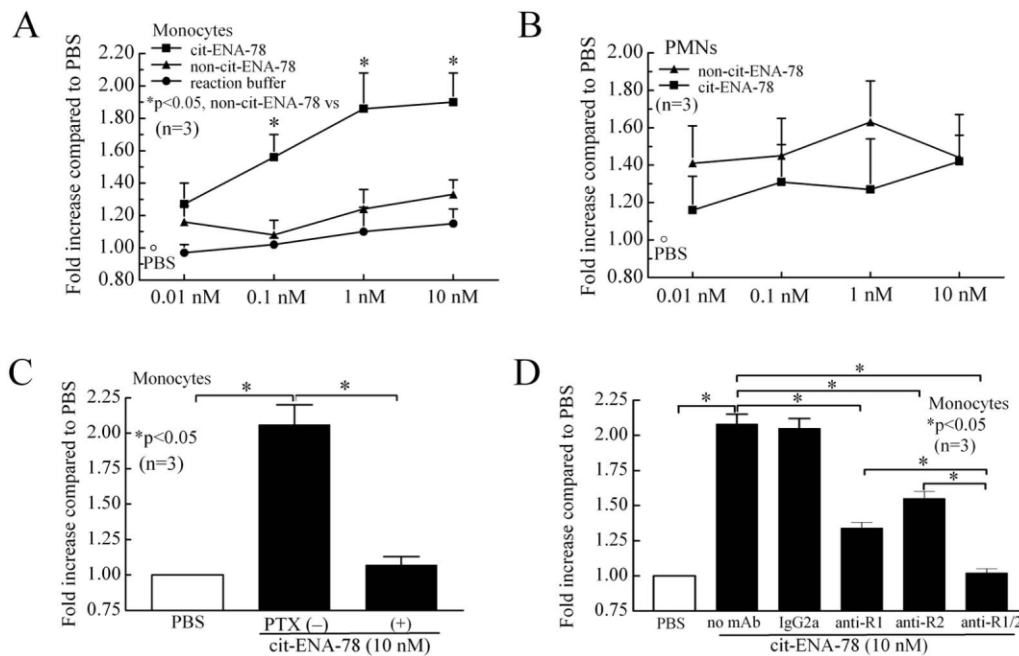 A
Fold increase compared to PBS
2.20
2.00
1.80
1.60
1.40
1.20
1.00
0.80
Monocytes
cit-ENA-78
non-cit-ENA-78
reaction buffer
*p<0.05, non-cit-ENA-78 vs
(n=3)
*
*
*
PBS
0.01 nM
0.1 nM
1 nM
10 nM
B
Fold increase compared to PBS
2.00
1.80
1.60
1.40
1.20
1.00
0.80
PMNs
non-cit-ENA-78
cit-ENA-78
(n=3)
PBS
0.01 nM
0.1 nM
1 nM
10 nM
C
Fold increase compared to PBS
2.25
2.00
1.75
1.50
1.25
1.00
0.75
Monocytes
*
*
*p<0.05
(n=3)
PBS
PTX (–)
(+)
cit-ENA-78 (10 nM)
D
Fold increase compared to PBS
2.25
2.00
1.75
1.50
1.25
1.00
0.75
*
*
*
*
Monocytes
*p<0.05
(n=3)
*
*
PBS
no mAb
IgG2a
anti-R1
anti-R2
anti-R1/2
cit-ENA-78 (10 nM)